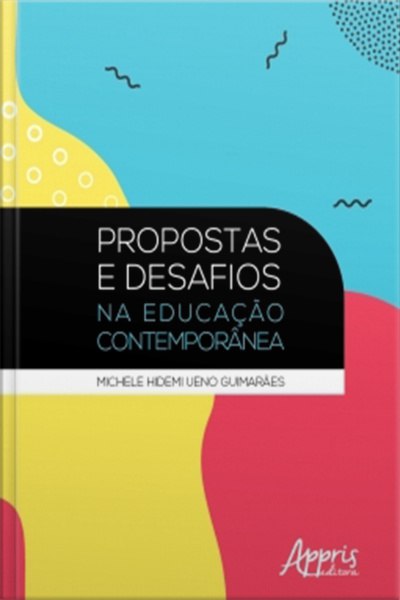 PROPOSTAS
E DESAFIOS
NA EDUCAÇÃO
CONTEMPORÂNEA
MICHELE HIDEMI UENO GUIMARÃES
Appris
editora